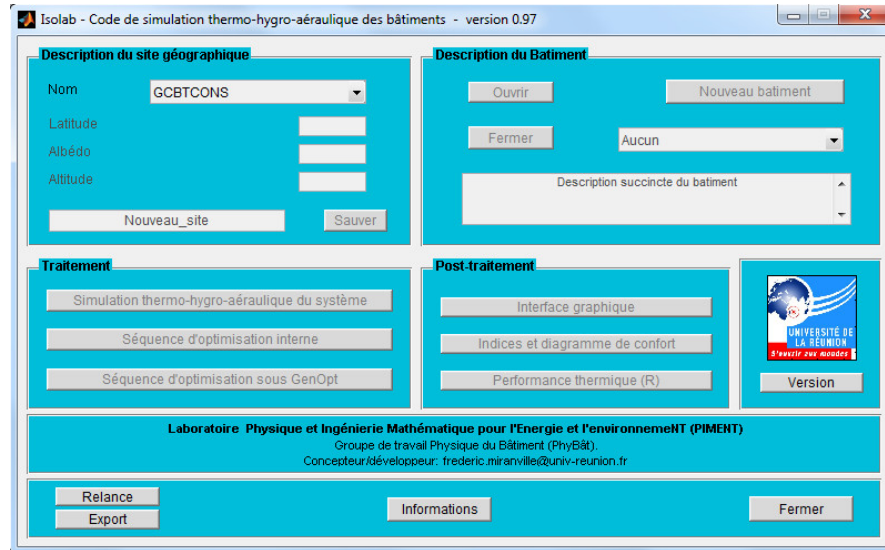 Isolab - Code de simulation thermo-hygro-aéraulique des bâtiments - version 0.97
Description du site géographique
Nom
GCBTCONS
Latitude
Albédo
Altitude
Nouveau_site
Sauver
Description du Batiment
Ouvrir
Nouveau batiment
Fermer
Aucun
Description succincte du batiment
Traitement
Simulation thermo-hygro-aéraulique du système
Séquence d'optimisation interne
Séquence d'optimisation sous GenOpt
Post-traitement
Interface graphique
Indices et diagramme de confort
Performance thermique (R)
UNIVERSITÉ DE
LA RÉUNION
S'ouvrir aux mondes
Version
Laboratoire Physique et Ingénierie Mathématique pour l'Energie et l'environnemeNT (PIMENT)
Groupe de travail Physique du Bâtiment (PhyBât).
Concepteur/développeur: frederic.miranville@univ-reunion.fr
Relance
Export
Informations
Fermer